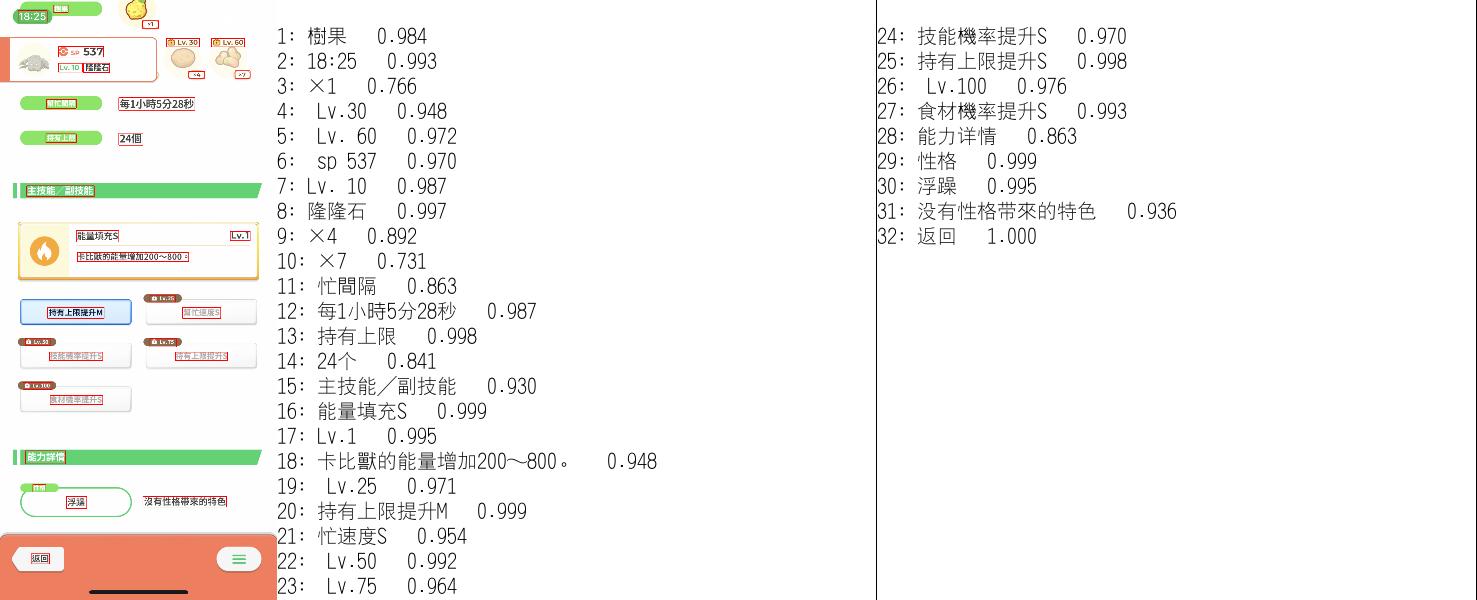 樹果
18:25
×1
SP 537
Lv.30
Lv.60
Lv.10 隆隆石
×4
×7
幫忙間隔
每1小時5分28秒
持有上限
24個
主技能／副技能
能量填充S
Lv.1
卡比獸的能量增加200～800。
Lv.25
持有上限提升M
幫忙速度S
Lv.50
Lv.75
技能機率提升S
持有上限提升S
Lv.100
食材機率提升S
能力詳情
性格
浮躁
沒有性格帶來的特色
返回
1: 樹果 0.984
2: 18:25 0.993
3: ×1 0.766
4: Lv.30 0.948
5: Lv. 60 0.972
6: sp 537 0.970
7: Lv. 10 0.987
8: 隆隆石 0.997
9: ×4 0.892
10: ×7 0.731
11: 忙間隔 0.863
12: 每1小時5分28秒 0.987
13: 持有上限 0.998
14: 24个 0.841
15: 主技能／副技能 0.930
16: 能量填充S 0.999
17: Lv.1 0.995
18: 卡比獸的能量增加200～800。 0.948
19: Lv.25 0.971
20: 持有上限提升M 0.999
21: 忙速度S 0.954
22: Lv.50 0.992
23: Lv.75 0.964
24: 技能機率提升S 0.970
25: 持有上限提升S 0.998
26: Lv.100 0.976
27: 食材機率提升S 0.993
28: 能力详情 0.863
29: 性格 0.999
30: 浮躁 0.995
31: 没有性格带來的特色 0.936
32: 返回 1.000